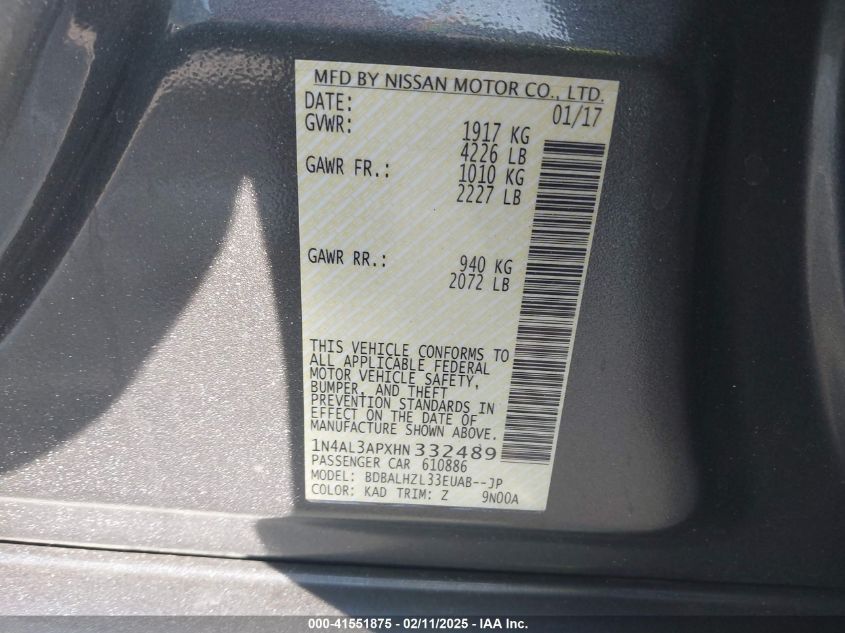 MFD BY NISSAN MOTOR CO., LTD.
DATE: 01/17
GVWR: 1917 KG
4226 LB
GAWR FR.: 1010 KG
2227 LB
GAWR RR.: 940 KG
2072 LB
THIS VEHICLE CONFORMS TO
ALL APPLICABLE FEDERAL
MOTOR VEHICLE SAFETY,
BUMPER, AND THEFT
PREVENTION STANDARDS IN
EFFECT ON THE DATE OF
MANUFACTURE SHOWN ABOVE.
1N4AL3APXHN332489
PASSENGER CAR 610886
MODEL: BDBALHZL33EUAB--JP
COLOR: KAD TRIM: Z 9N00A
000-41551875 - 02/11/2025 - IAA Inc.